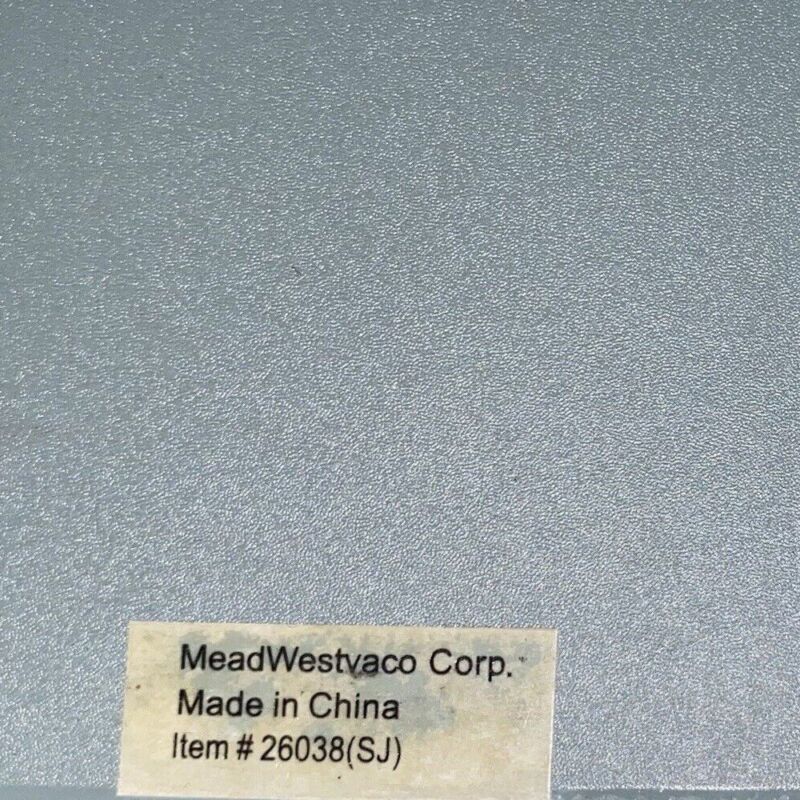 MeadWestvaco Corp.
Made in China
Item # 26038(SJ)